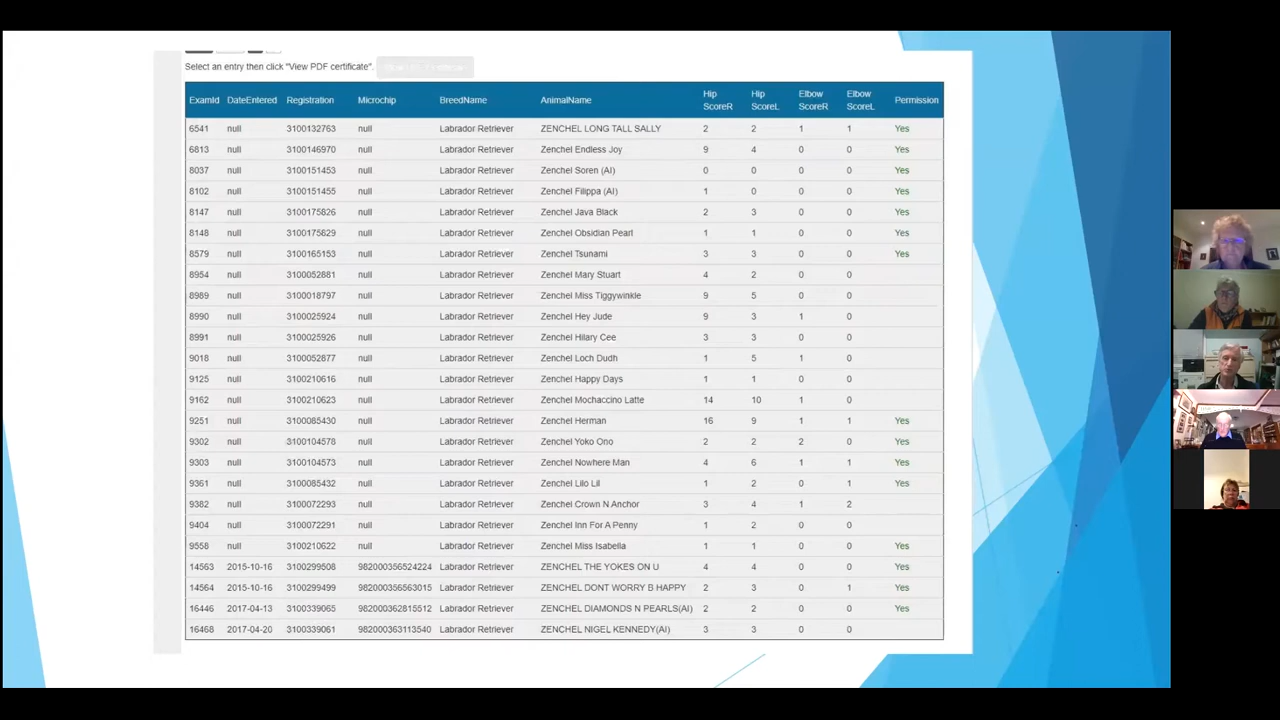 Select an entry then click "View PDF certificate".
ExamId DateEntered Registration Microchip BreedName AnimalName Hip ScoreR Hip ScoreL Elbow ScoreR Elbow ScoreL Permission
6541 null 3100132763 null Labrador Retriever ZENCHEL LONG TALL SALLY 2 2 1 1 Yes
6813 null 3100146970 null Labrador Retriever Zenchel Endless Joy 9 4 0 0 Yes
8037 null 3100151453 null Labrador Retriever Zenchel Soren (AI) 0 0 0 0 Yes
8102 null 3100151455 null Labrador Retriever Zenchel Filippa (AI) 1 0 0 0 Yes
8147 null 3100175826 null Labrador Retriever Zenchel Java Black 2 3 0 0 Yes
8148 null 3100175829 null Labrador Retriever Zenchel Obsidian Pearl 1 1 0 0 Yes
8579 null 3100165153 null Labrador Retriever Zenchel Tsunami 3 3 0 0 Yes
8954 null 3100052881 null Labrador Retriever Zenchel Mary Stuart 4 2 0 0
8989 null 3100018797 null Labrador Retriever Zenchel Miss Tiggywinkle 9 5 0 0
8990 null 3100025924 null Labrador Retriever Zenchel Hey Jude 9 3 1 0
8991 null 3100025926 null Labrador Retriever Zenchel Hilary Cee 3 3 0 0
9018 null 3100052877 null Labrador Retriever Zenchel Loch Dudh 1 5 1 0
9125 null 3100210616 null Labrador Retriever Zenchel Happy Days 1 1 0 0
9162 null 3100210623 null Labrador Retriever Zenchel Mochaccino Latte 14 10 1 0
9251 null 3100085430 null Labrador Retriever Zenchel Herman 16 9 1 1 Yes
9302 null 3100104578 null Labrador Retriever Zenchel Yoko Ono 2 2 2 0 Yes
9303 null 3100104573 null Labrador Retriever Zenchel Nowhere Man 4 6 1 1 Yes
9361 null 3100085432 null Labrador Retriever Zenchel Lilo Lil 1 2 0 1 Yes
9382 null 3100072293 null Labrador Retriever Zenchel Crown N Anchor 3 4 1 2
9404 null 3100072291 null Labrador Retriever Zenchel Inn For A Penny 1 2 0 0
9558 null 3100210622 null Labrador Retriever Zenchel Miss Isabella 1 1 0 0 Yes
14563 2015-10-16 3100299508 982000356524224 Labrador Retriever ZENCHEL THE YOKES ON U 4 4 0 0 Yes
14564 2015-10-16 3100299499 982000356563015 Labrador Retriever ZENCHEL DONT WORRY B HAPPY 2 3 0 1 Yes
16446 2017-04-13 3100339065 982000362815512 Labrador Retriever ZENCHEL DIAMONDS N PEARLS(AI) 2 2 0 0 Yes
16468 2017-04-20 3100339061 982000363113540 Labrador Retriever ZENCHEL NIGEL KENNEDY(AI) 3 3 0 0